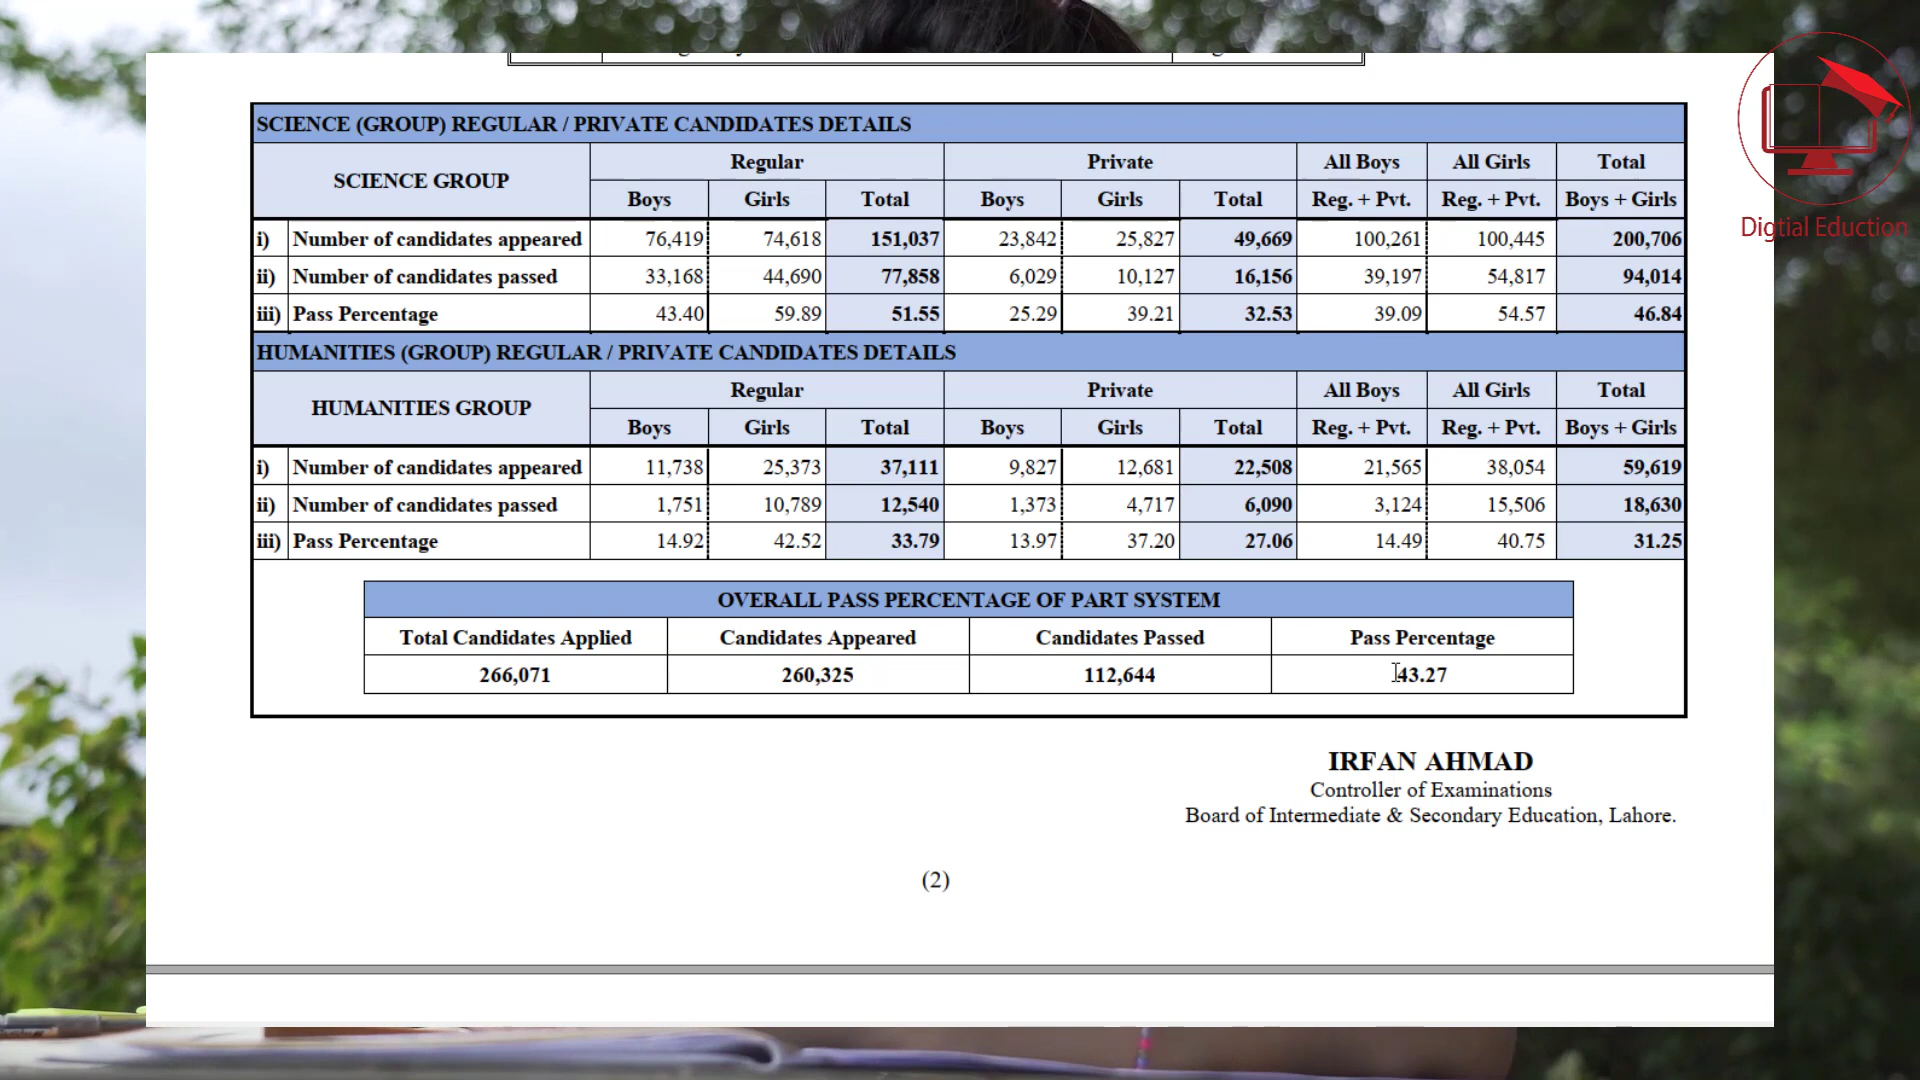 SCIENCE (GROUP) REGULAR / PRIVATE CANDIDATES DETAILS
SCIENCE GROUP Regular Private All Boys All Girls Total
Boys Girls Total Boys Girls Total Reg. + Pvt. Reg. + Pvt. Boys + Girls
i) Number of candidates appeared 76,419 74,618 151,037 23,842 25,827 49,669 100,261 100,445 200,706
ii) Number of candidates passed 33,168 44,690 77,858 6,029 10,127 16,156 39,197 54,817 94,014
iii) Pass Percentage 43.40 59.89 51.55 25.29 39.21 32.53 39.09 54.57 46.84
HUMANITIES (GROUP) REGULAR / PRIVATE CANDIDATES DETAILS
HUMANITIES GROUP Regular Private All Boys All Girls Total
Boys Girls Total Boys Girls Total Reg. + Pvt. Reg. + Pvt. Boys + Girls
i) Number of candidates appeared 11,738 25,373 37,111 9,827 12,681 22,508 21,565 38,054 59,619
ii) Number of candidates passed 1,751 10,789 12,540 1,373 4,717 6,090 3,124 15,506 18,630
iii) Pass Percentage 14.92 42.52 33.79 13.97 37.20 27.06 14.49 40.75 31.25
OVERALL PASS PERCENTAGE OF PART SYSTEM
Total Candidates Applied Candidates Appeared Candidates Passed Pass Percentage
266,071 260,325 112,644 43.27
IRFAN AHMAD
Controller of Examinations
Board of Intermediate & Secondary Education, Lahore.
(2)
Digtial Eduction